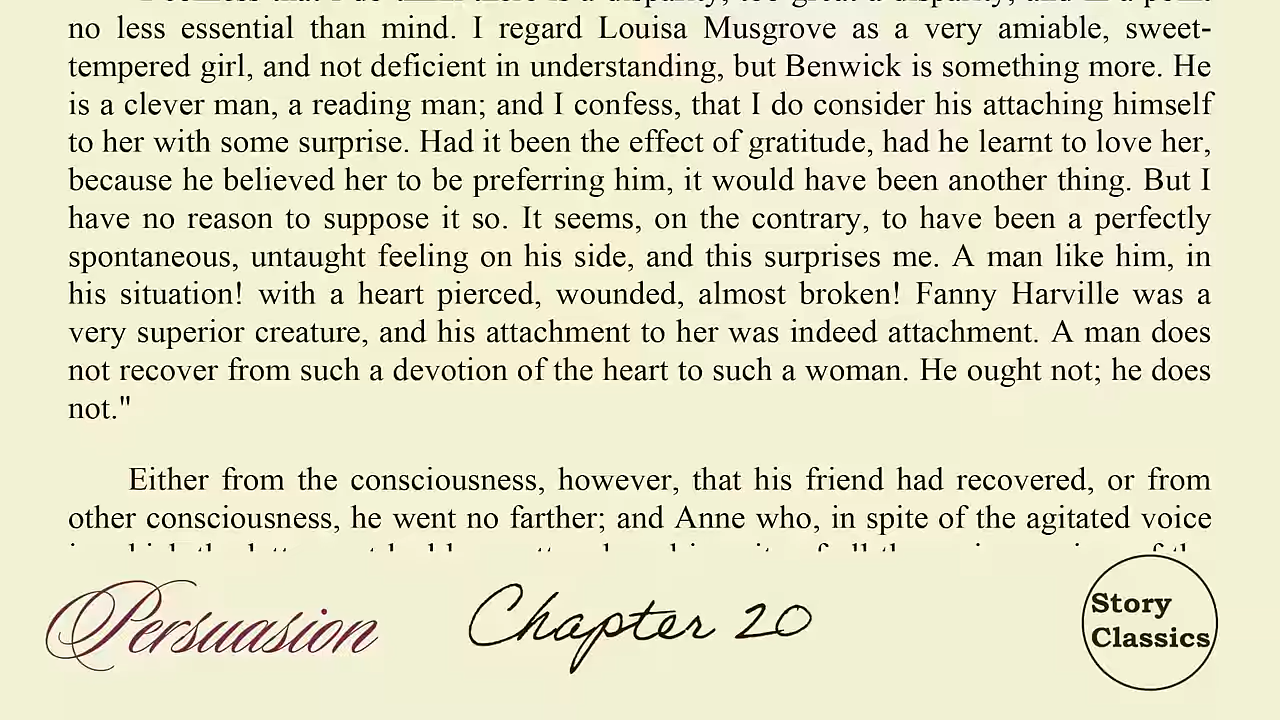 no less essential than mind. I regard Louisa Musgrove as a very amiable, sweet-
tempered girl, and not deficient in understanding, but Benwick is something more. He
is a clever man, a reading man; and I confess, that I do consider his attaching himself
to her with some surprise. Had it been the effect of gratitude, had he learnt to love her,
because he believed her to be preferring him, it would have been another thing. But I
have no reason to suppose it so. It seems, on the contrary, to have been a perfectly
spontaneous, untaught feeling on his side, and this surprises me. A man like him, in
his situation! with a heart pierced, wounded, almost broken! Fanny Harville was a
very superior creature, and his attachment to her was indeed attachment. A man does
not recover from such a devotion of the heart to such a woman. He ought not; he does
not."
Either from the consciousness, however, that his friend had recovered, or from
other consciousness, he went no farther; and Anne who, in spite of the agitated voice
Persuasion
Chapter 20
Story
Classics